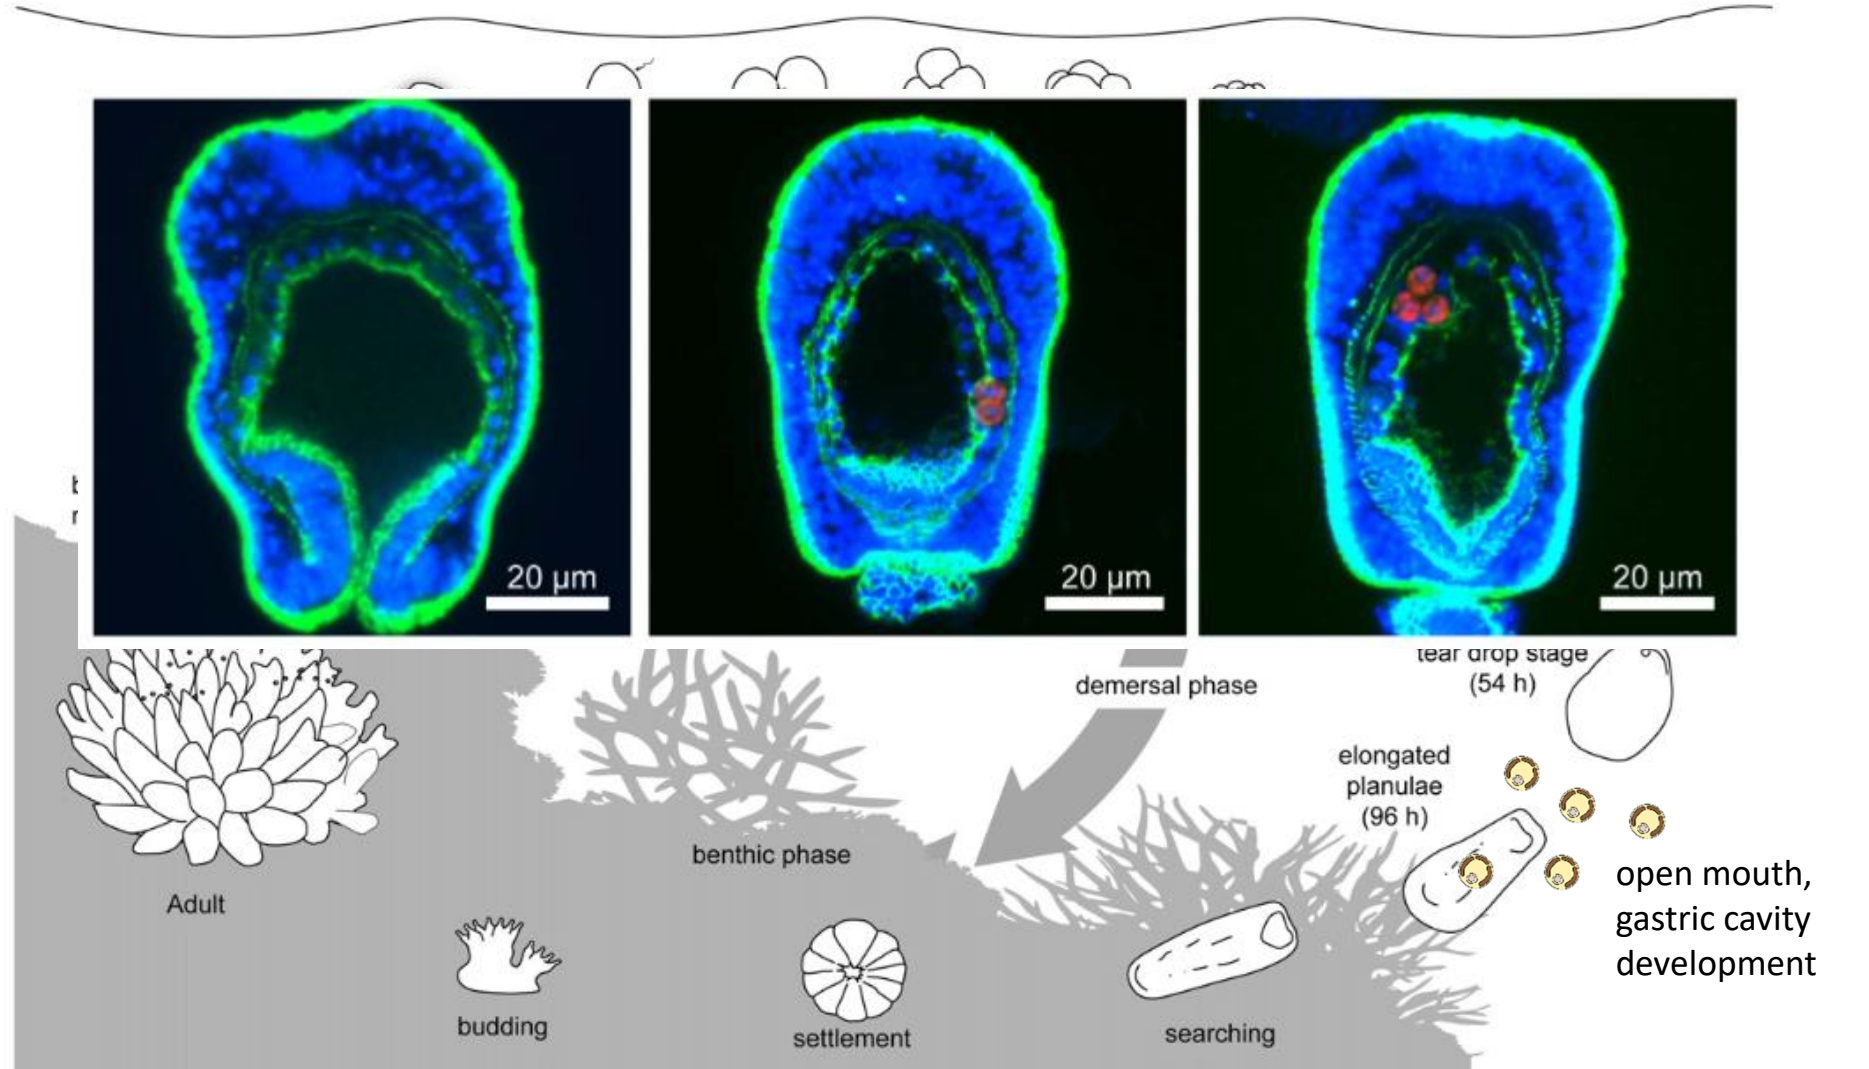 20 µm
20 µm
20 µm
tear drop stage
(54 h)
demersal phase
elongated
planulae
(96 h)
benthic phase
open mouth,
gastric cavity
development
Adult
budding
settlement
searching